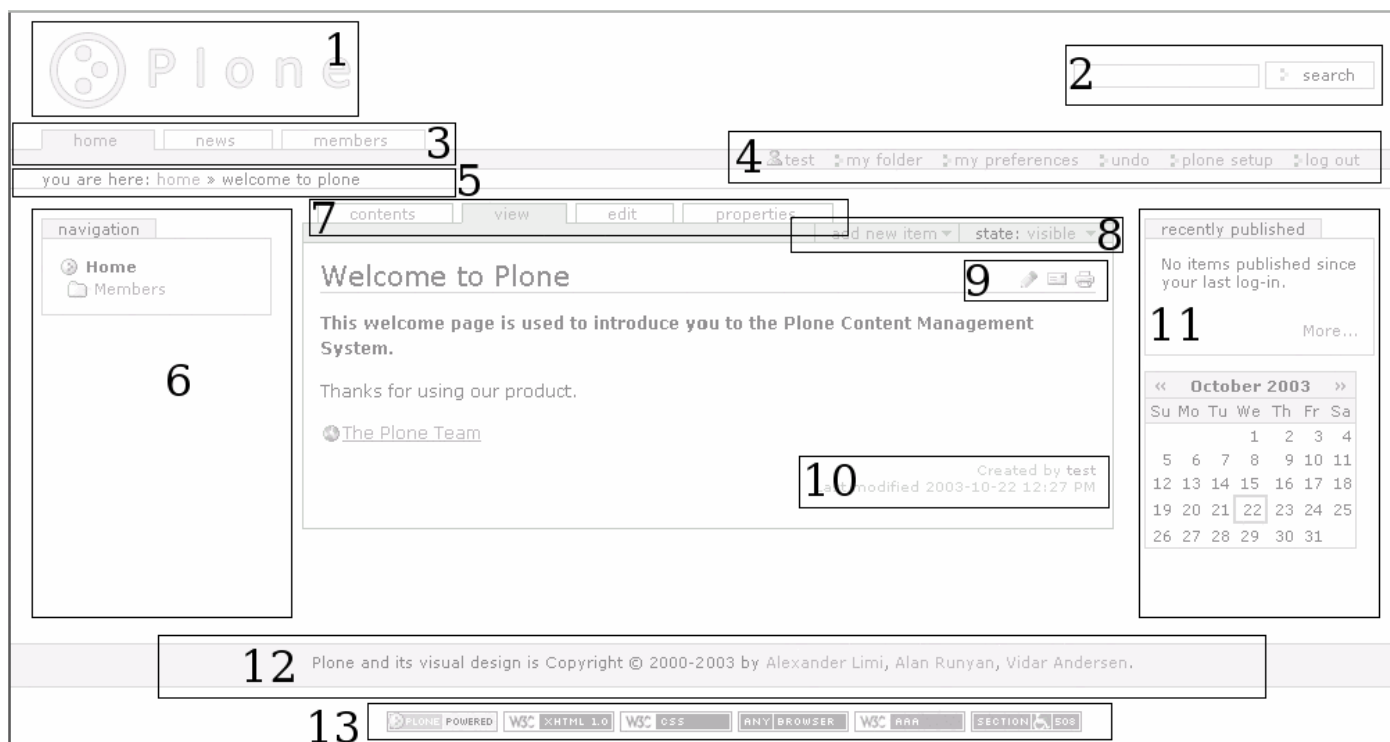 1
Plone
2
search
home news members
3
4
test my folder my preferences undo plone setup log out
you are here: home » welcome to plone
5
6
navigation
Home
Members
7
contents view edit properties
8
add new item state: visible
9
Welcome to Plone
This welcome page is used to introduce you to the Plone Content Management
System.
Thanks for using our product.
The Plone Team
10
Created by test
last modified 2003-10-22 12:27 PM
11
recently published
No items published since
your last log-in.
More...
« October 2003 »
Su Mo Tu We Th Fr Sa
1 2 3 4
5 6 7 8 9 10 11
12 13 14 15 16 17 18
19 20 21 22 23 24 25
26 27 28 29 30 31
12
Plone and its visual design is Copyright © 2000-2003 by Alexander Limi, Alan Runyan, Vidar Andersen.
13
PLONE POWERED W3C XHTML 1.0 W3C CSS ANY BROWSER W3C AAA SECTION 508